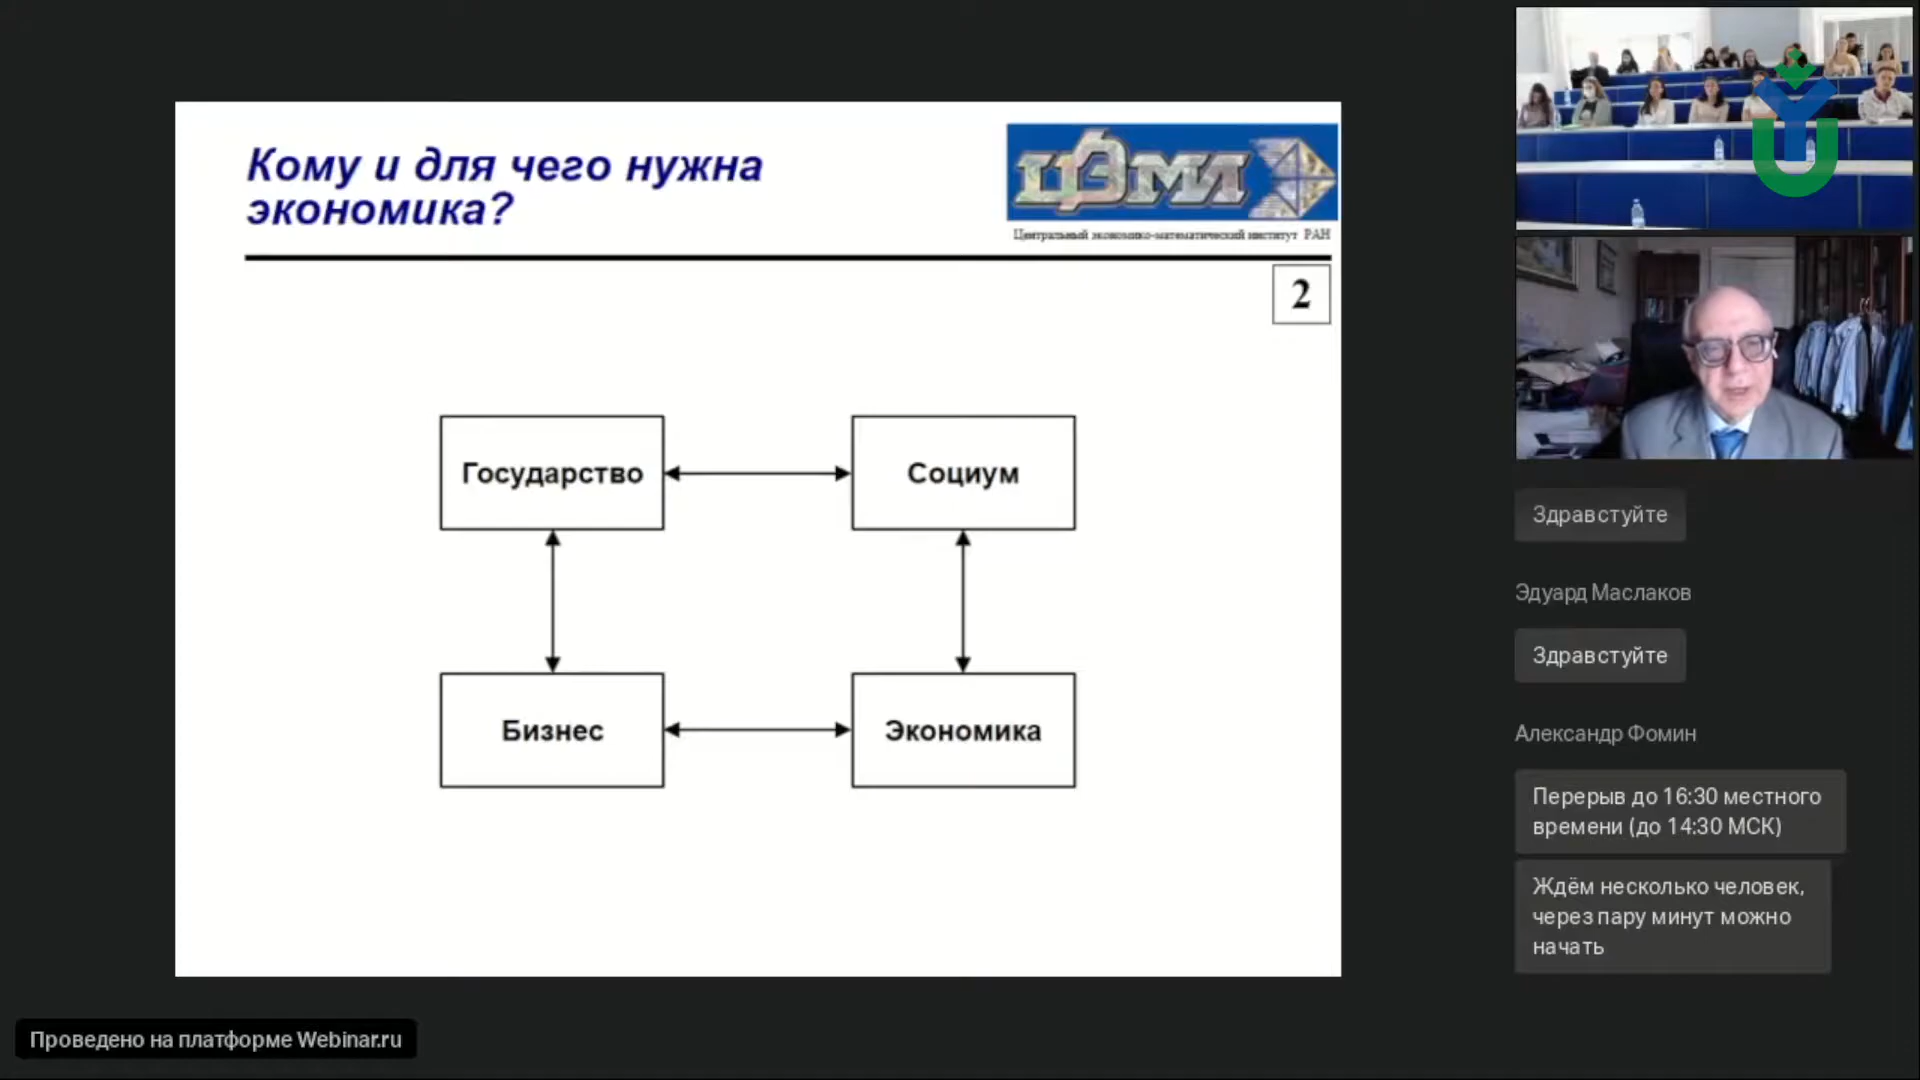 Кому и для чего нужна
экономика?
ЦЭМИ
Центральный экономико-математический институт РАН
2
Государство
Социум
Бизнес
Экономика
Здравстуйте
Эдуард Маслаков
Здравстуйте
Александр Фомин
Перерыв до 16:30 местного
времени (до 14:30 МСК)
Ждём несколько человек,
через пару минут можно
начать
Проведено на платформе Webinar.ru